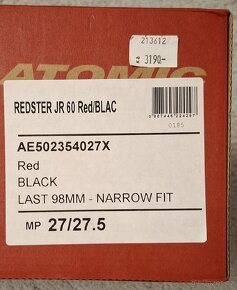 213612
3190.-
ATOMIC
REDSTER JR 60 Red/BLAC
0185
AE502354027X
Red
BLACK
LAST 98MM - NARROW FIT
MP 27/27.5